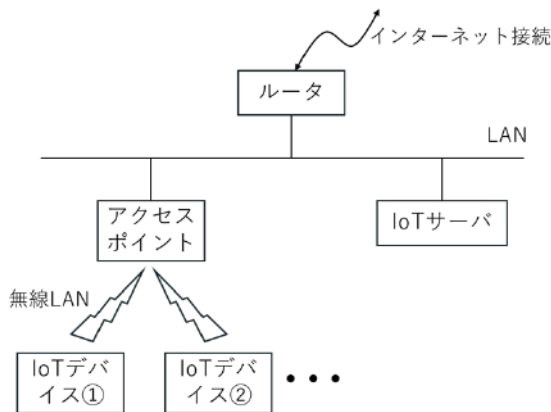 インターネット接続
ルータ
LAN
アクセス
ポイント
IoTサーバ
無線LAN
IoTデバ
イス①
IoTデバ
イス②
•••